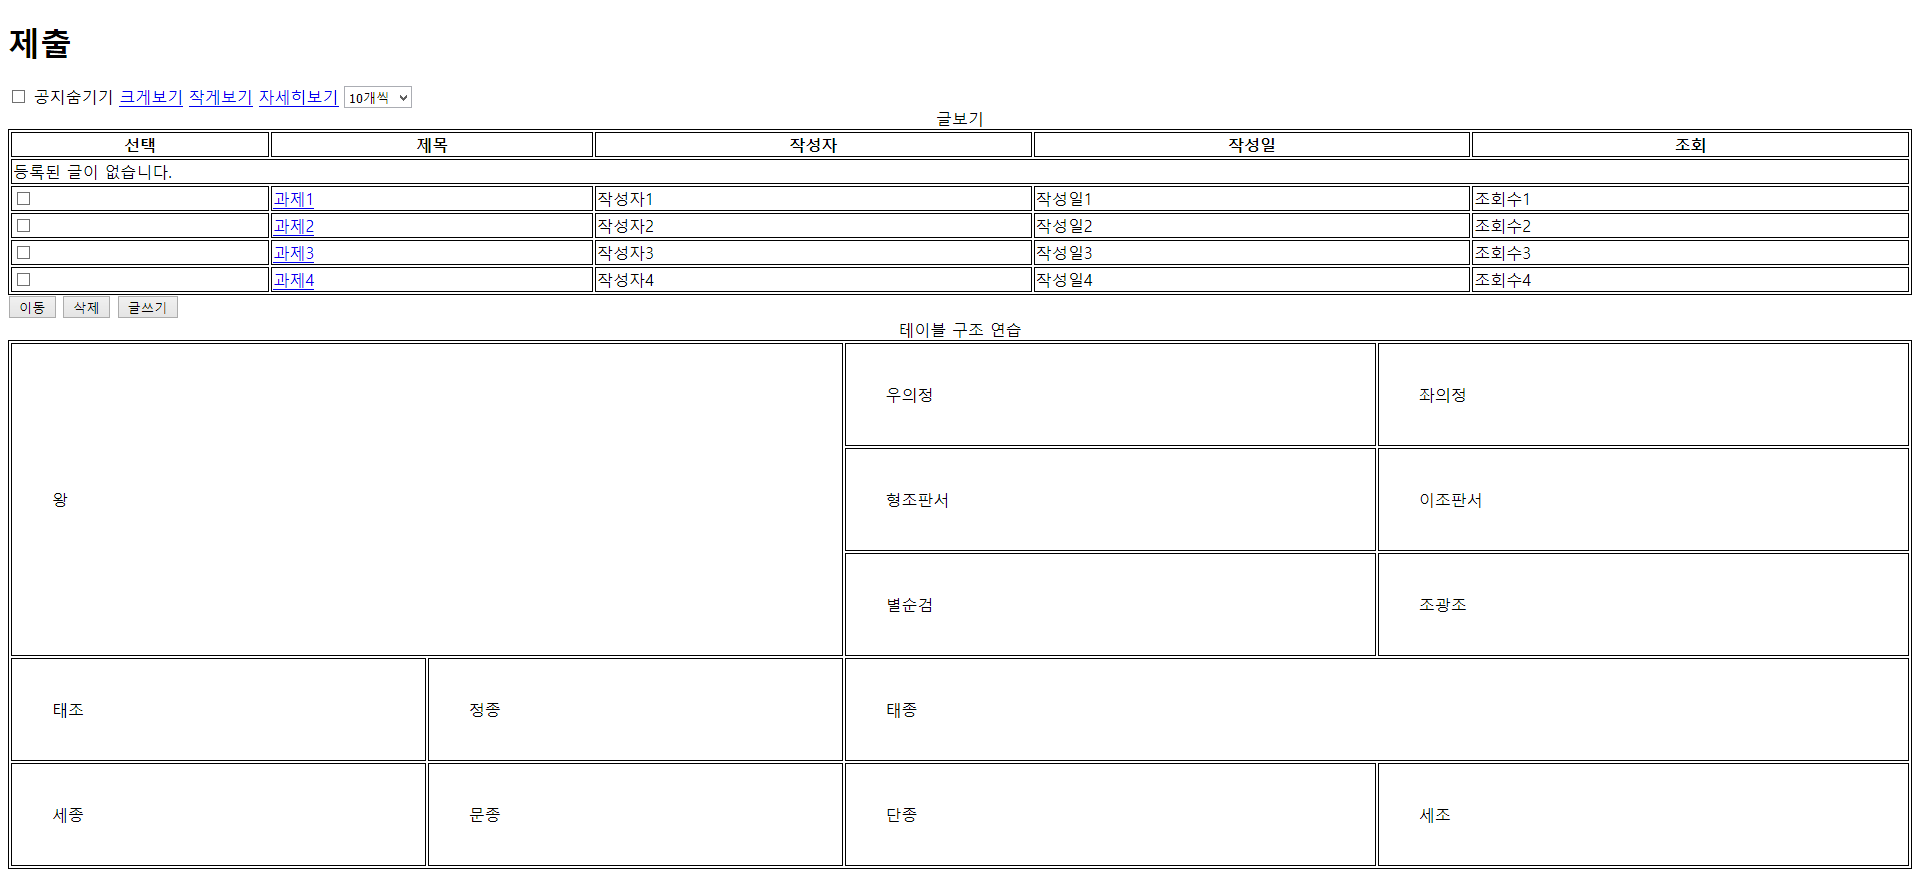 제출
공지숨기기 크게보기 작게보기 자세히보기 10개씩
글보기
선택 제목 작성자 작성일 조회
등록된 글이 없습니다.
과제1 작성자1 작성일1 조회수1
과제2 작성자2 작성일2 조회수2
과제3 작성자3 작성일3 조회수3
과제4 작성자4 작성일4 조회수4
이동 삭제 글쓰기
테이블 구조 연습
우의정 좌의정
왕 형조판서 이조판서
별순검 조광조
태조 정종 태종
세종 문종 단종 세조